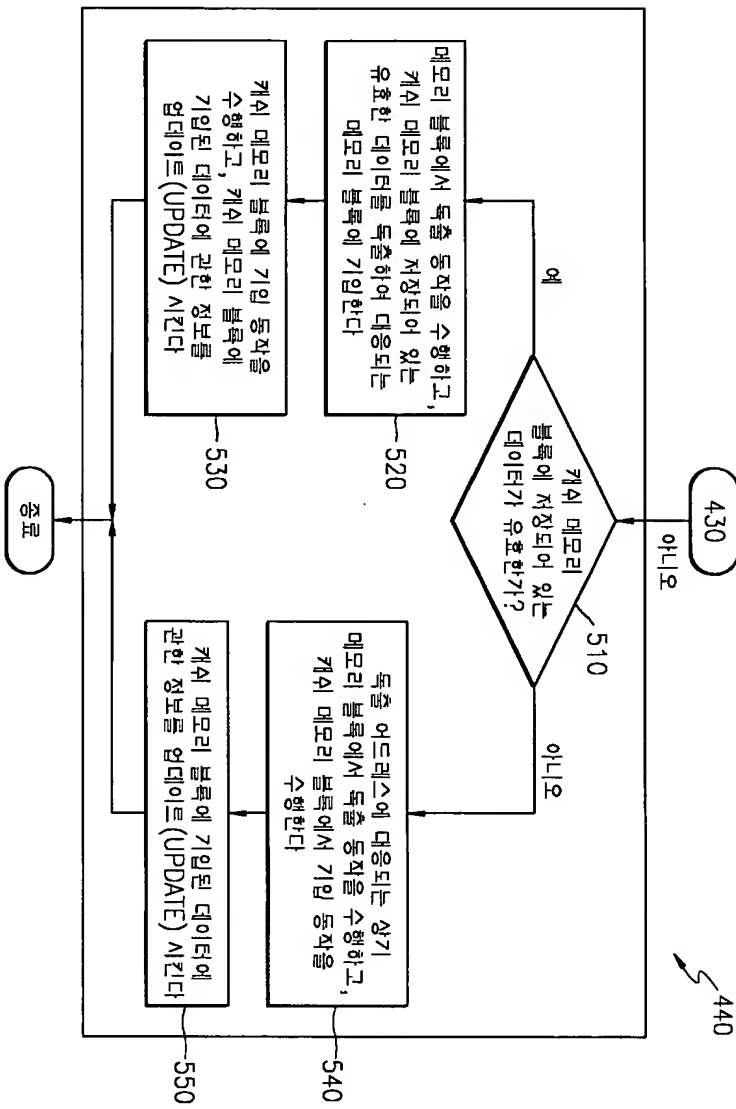 440
430
아니오
캐쉬 메모리
블록에 저장되어 있는
데이터가 유효한가?
510
예
아니오
메모리 블록에서 독출 동작을 수행하고,
캐쉬 메모리 블록에 저장되어 있는
유효한 데이터를 독출하여 대응되는
메모리 블록에 기입한다
520
캐쉬 메모리 블록에 기입 동작을
수행하고, 캐쉬 메모리 블록에
기입된 데이터에 관한 정보를
업데이트(UPDATE) 시킨다
530
독출 어드레스에 대응되는 상기
메모리 블록에서 독출 동작을 수행하고,
캐쉬 메모리 블록에서 기입 동작을
수행한다
540
캐쉬 메모리 블록에 기입된 데이터에
관한 정보를 업데이트(UPDATE) 시킨다
550
종료